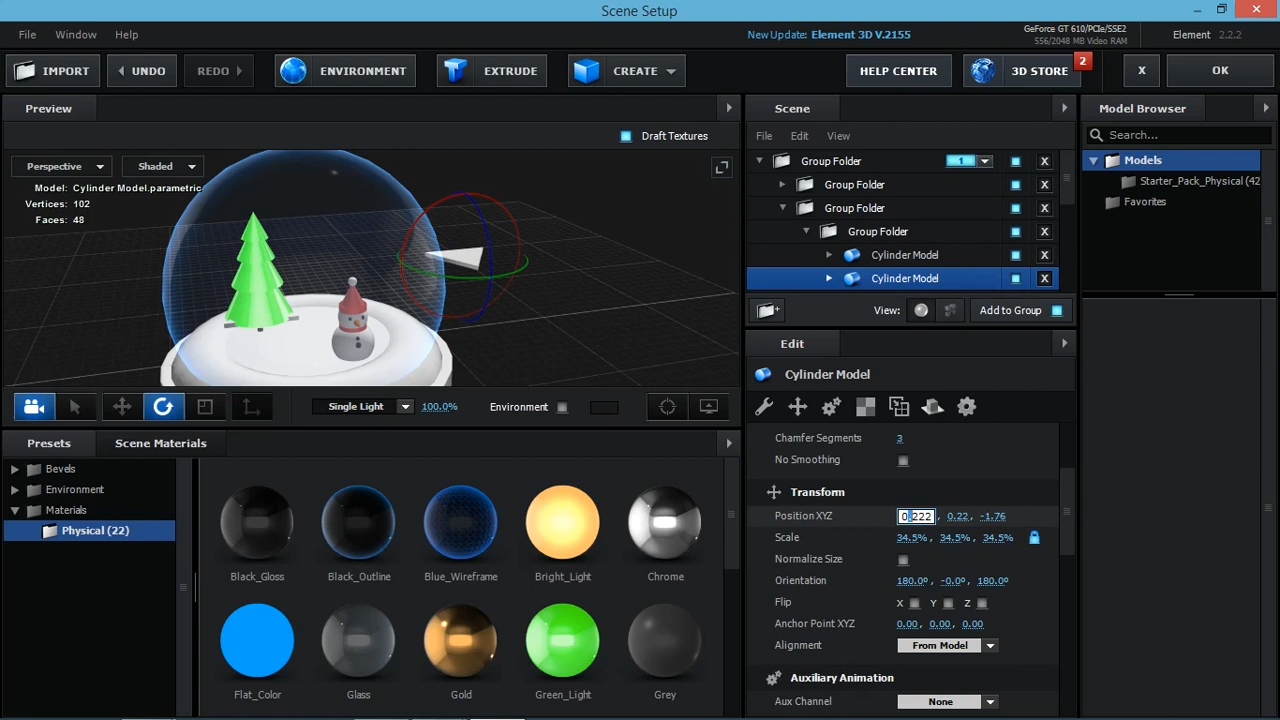 Scene Setup
File Window Help
New Update: Element 3D V.2155
GeForce GT 610/PCIe/SSE2
556/2048 MB Video RAM
Element 2.2.2
IMPORT UNDO REDO ENVIRONMENT EXTRUDE CREATE HELP CENTER 3D STORE 2 X OK
Preview
Draft Textures
Perspective Shaded
Model: Cylinder Model.parametric
Vertices: 102
Faces: 48
Single Light 100.0% Environment
Presets Scene Materials
Bevels
Environment
Materials
Physical (22)
Black_Gloss Black_Outline Blue_Wireframe Bright_Light Chrome
Flat_Color Glass Gold Green_Light Grey
Scene
File Edit View
Group Folder 1 X
Group Folder X
Group Folder X
Group Folder X
Cylinder Model X
Cylinder Model X
View: Add to Group
Edit
Cylinder Model
Chamfer Segments 3
No Smoothing
Transform
Position XYZ 0.222, 0.22, -1.76
Scale 34.5%, 34.5%, 34.5%
Normalize Size
Orientation 180.0°, -0.0°, 180.0°
Flip X Y Z
Anchor Point XYZ 0.00, 0.00, 0.00
Alignment From Model
Auxiliary Animation
Aux Channel None
Model Browser
Search...
Models
Starter_Pack_Physical (42
Favorites